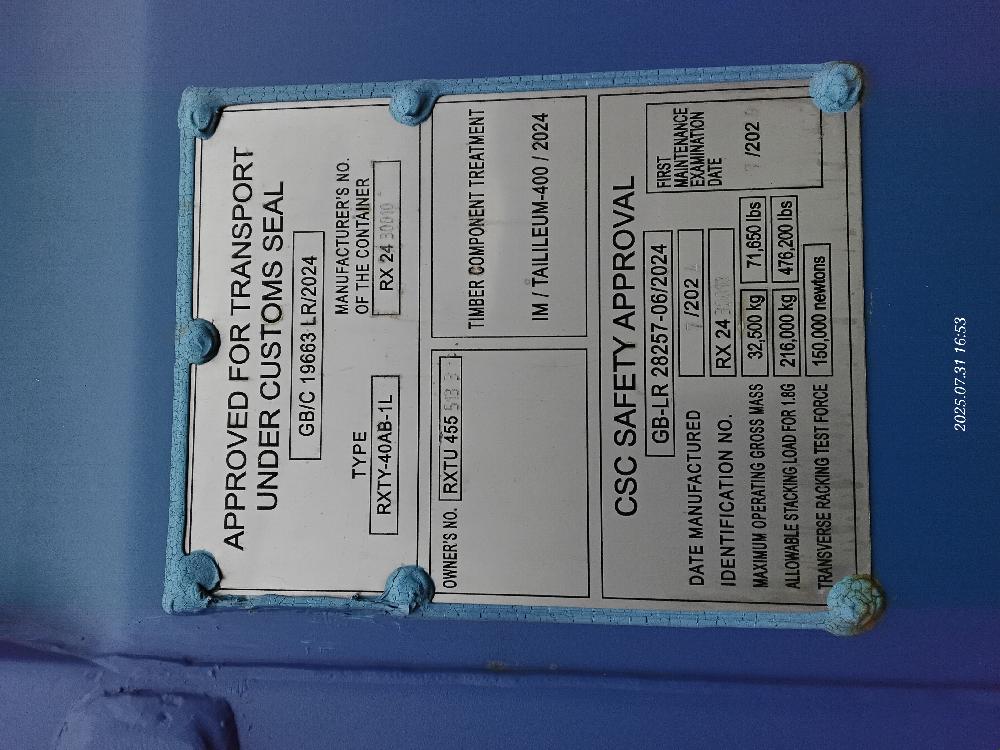 APPROVED FOR TRANSPORT
UNDER CUSTOMS SEAL
GB/C 19663 LR/2024
TYPE
RXTY-40AB-1L
MANUFACTURER'S NO.
OF THE CONTAINER
RX 24
OWNER'S NO. RXTU 455
TIMBER COMPONENT TREATMENT
IM / TAILILEUM-400 / 2024
CSC SAFETY APPROVAL
GB-LR 28257-06/2024
DATE MANUFACTURED /202
IDENTIFICATION NO. RX 24
MAXIMUM OPERATING GROSS MASS 32,500 kg 71,650 lbs
ALLOWABLE STACKING LOAD FOR 1.8G 216,000 kg 476,200 lbs
TRANSVERSE RACKING TEST FORCE 150,000 newtons
FIRST
MAINTENANCE
EXAMINATION
DATE
/202
2025.07.31 16:53